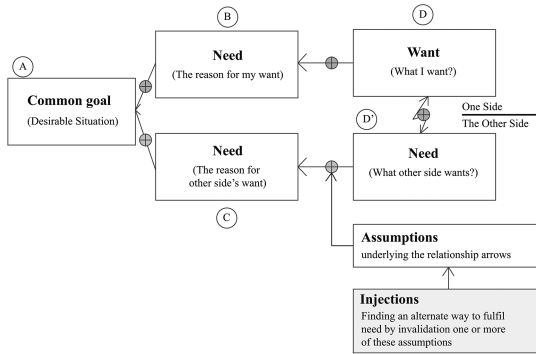 B
D
Need
(The reason for my want)
Want
(What I want?)
A
Common goal
(Desirable Situation)
One Side
The Other Side
D'
Need
(The reason for
other side's want)
Need
(What other side wants?)
C
Assumptions
underlying the relationship arrows
Injections
Finding an alternate way to fulfil
need by invalidation one or more
of these assumptions